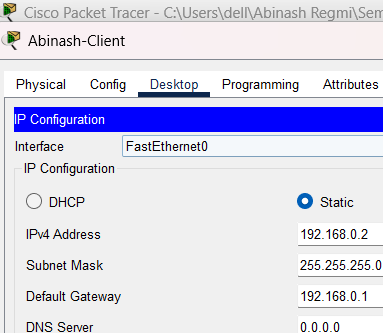 Cisco Packet Tracer - C:\Users\dell\Abinash Regmi\Sem
Abinash-Client
Physical Config Desktop Programming Attributes
IP Configuration
Interface FastEthernet0
IP Configuration
DHCP Static
IPv4 Address 192.168.0.2
Subnet Mask 255.255.255.0
Default Gateway 192.168.0.1
DNS Server 0.0.0.0